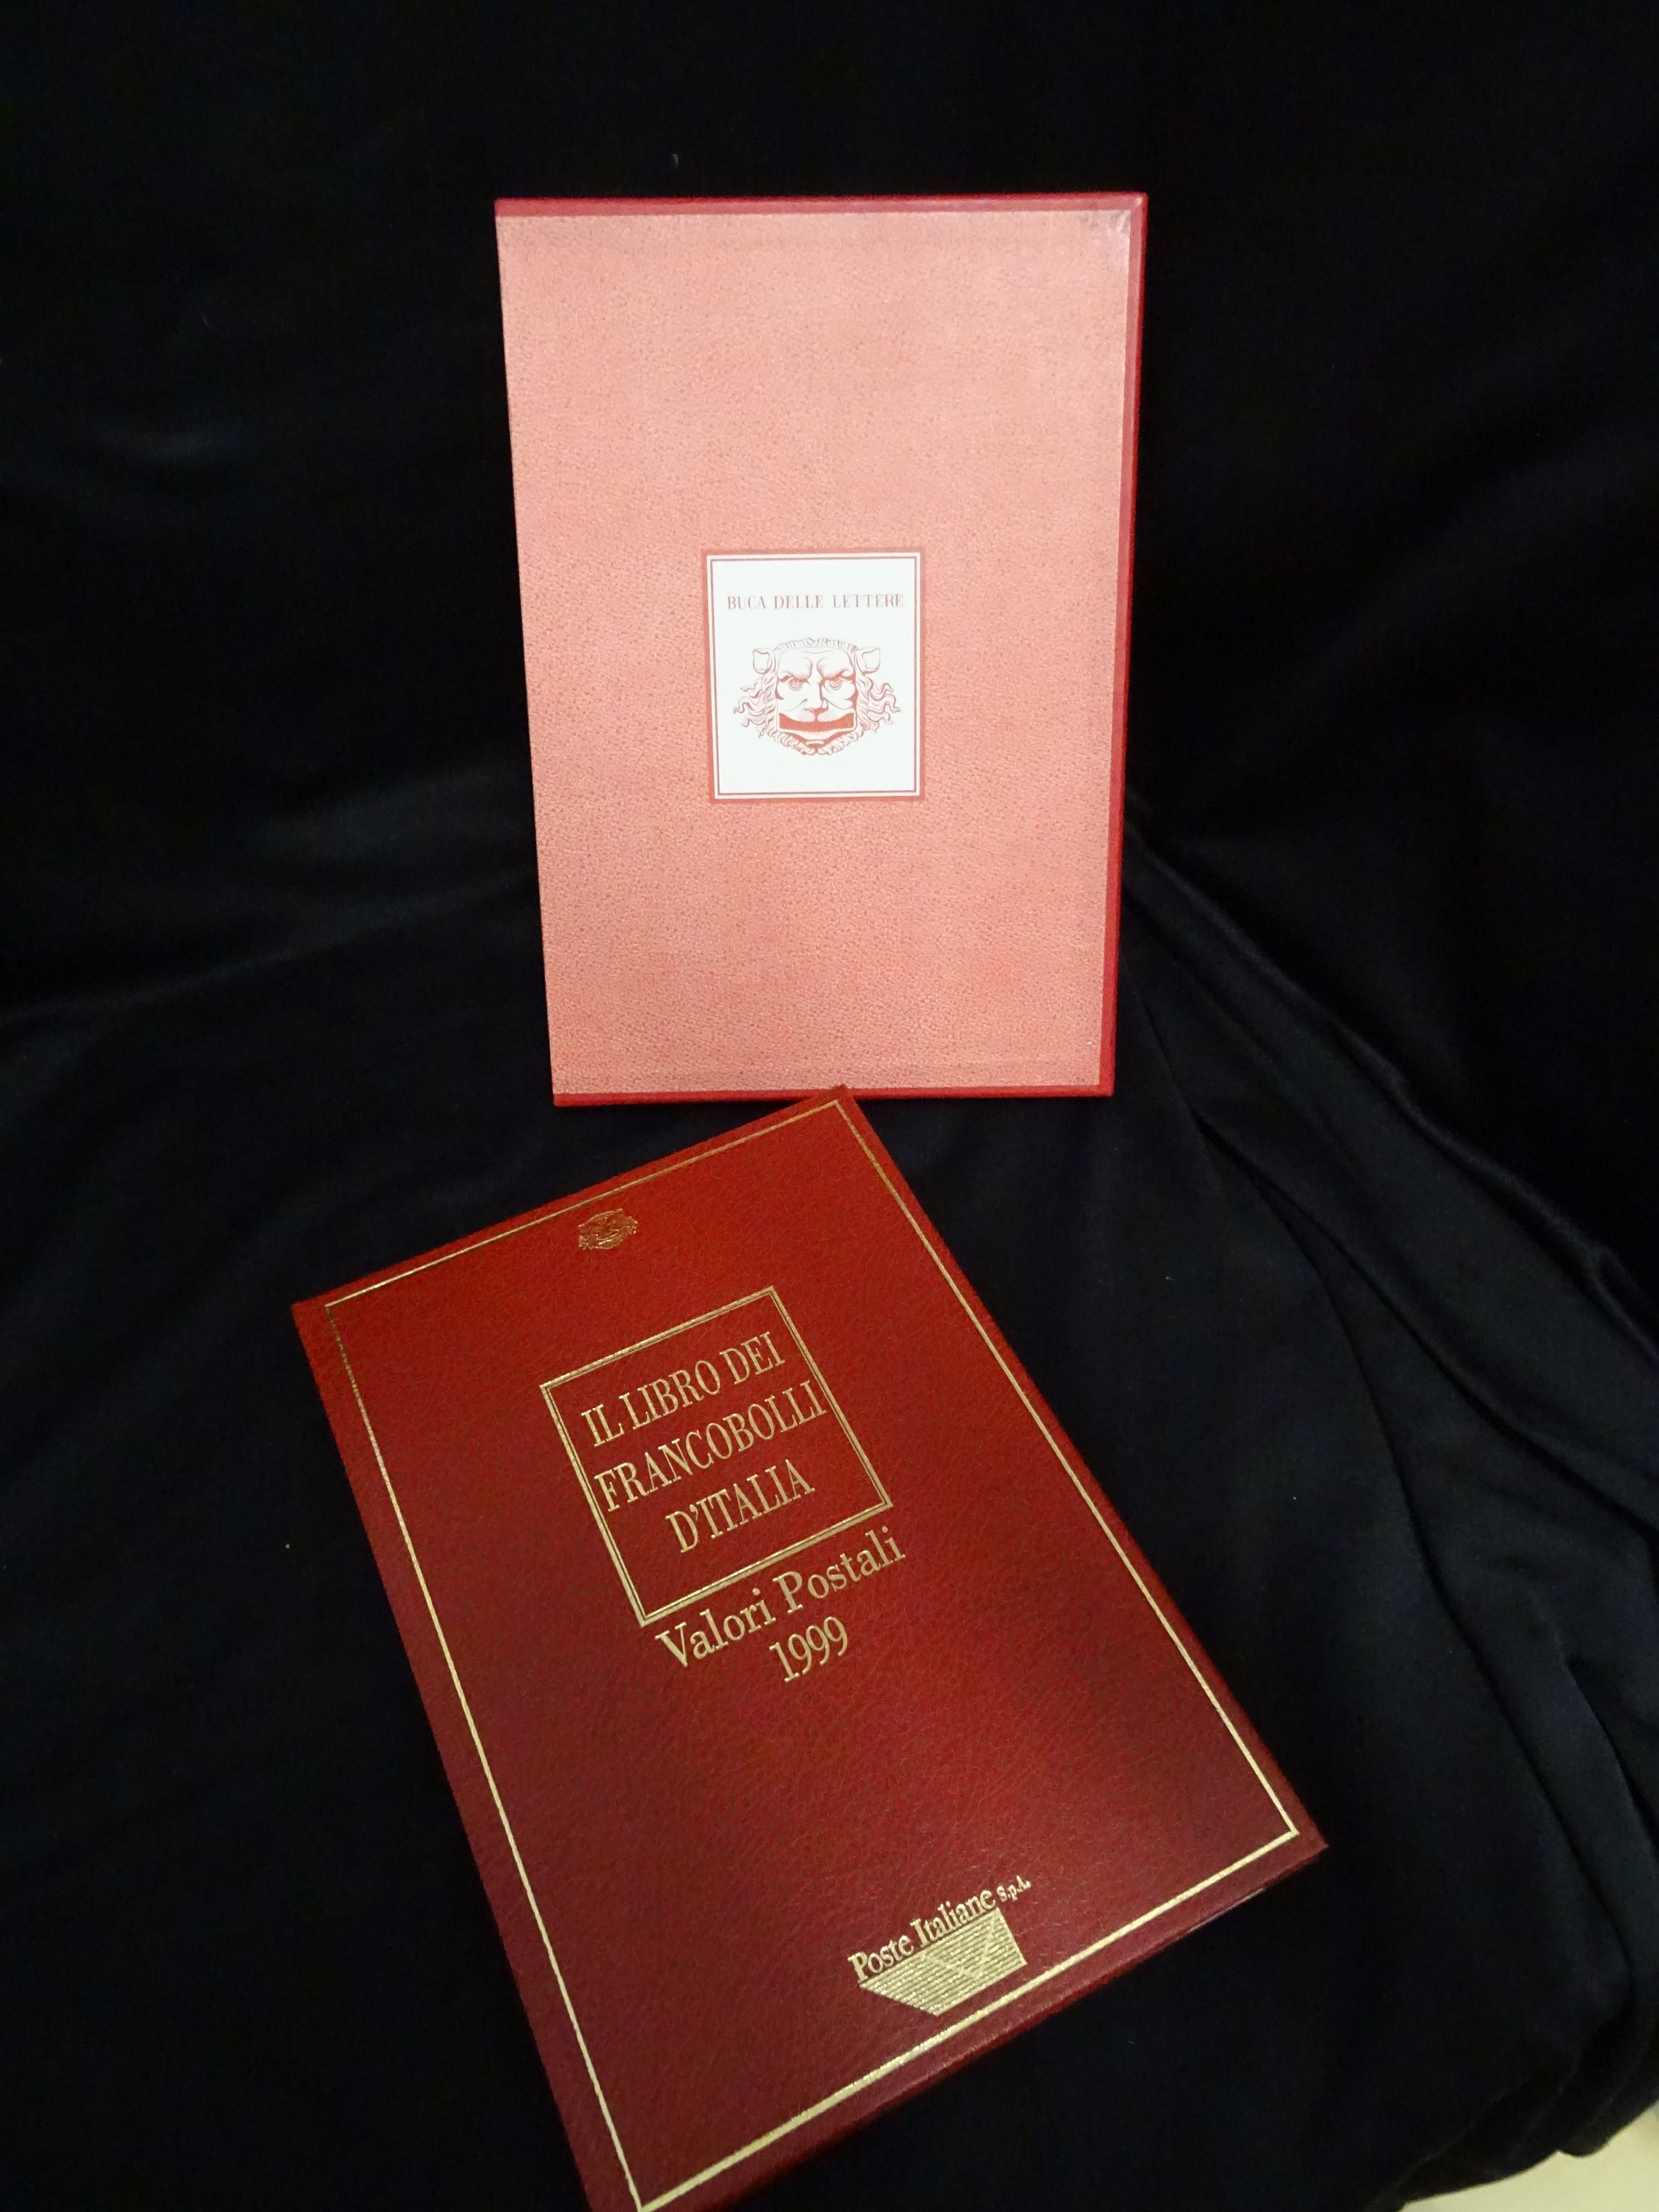 BUCA DELLE LETTERE
IL LIBRO DEI
FRANCOBOLLI
D'ITALIA
Valori Postali
1999
Poste Italiane S.p.A.